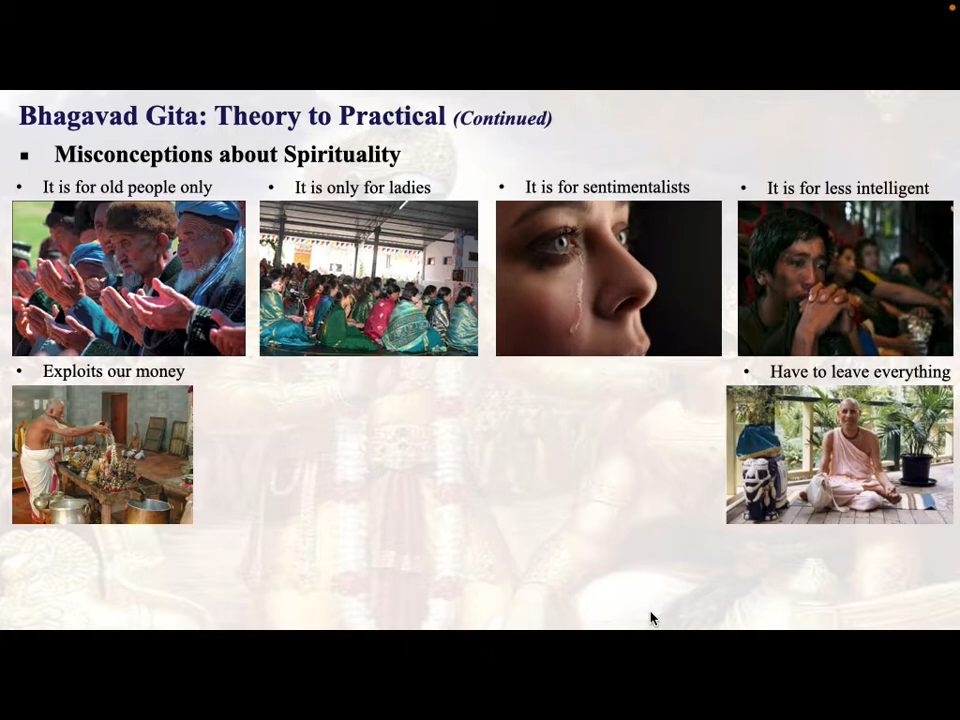 Bhagavad Gita: Theory to Practical (Continued)
▪ Misconceptions about Spirituality
• It is for old people only
• It is only for ladies
• It is for sentimentalists
• It is for less intelligent
• Exploits our money
• Have to leave everything